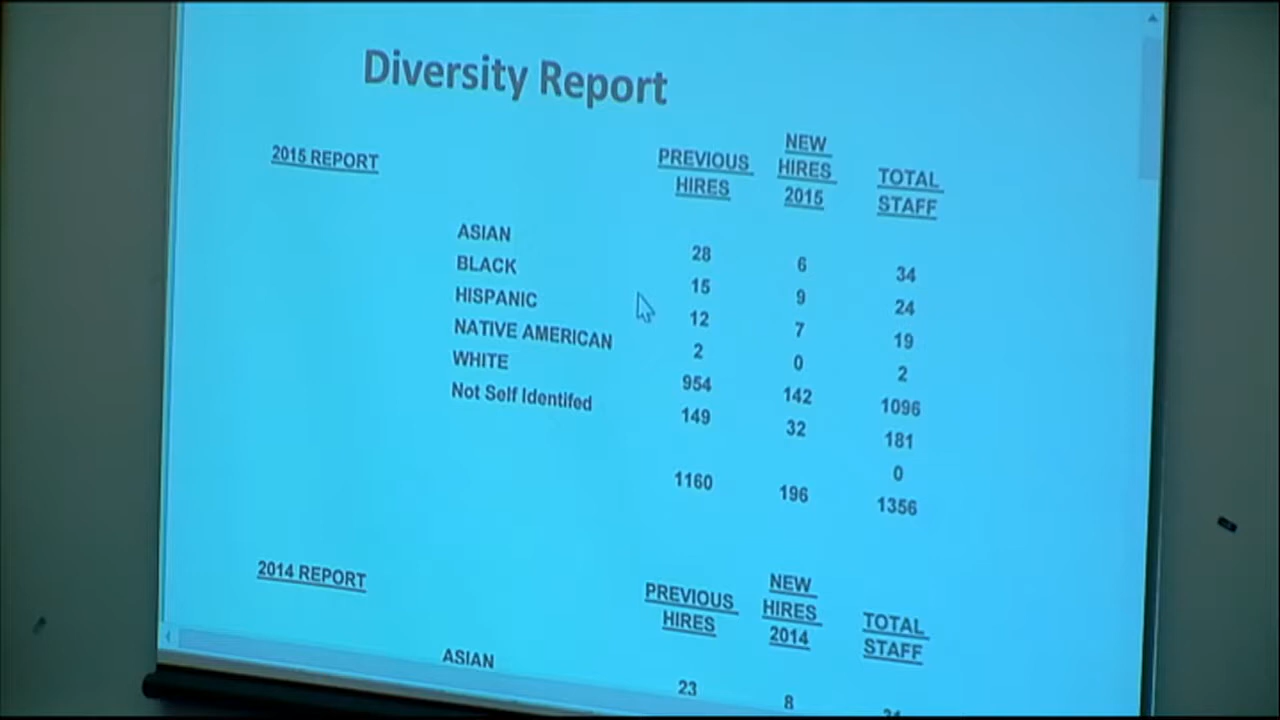 Diversity Report
2015 REPORT
PREVIOUS HIRES NEW HIRES 2015 TOTAL STAFF
ASIAN 28 6 34
BLACK 15 9 24
HISPANIC 12 7 19
NATIVE AMERICAN 2 0 2
WHITE 954 142 1096
Not Self Identifed 149 32 181
0
1160 196 1356
2014 REPORT
PREVIOUS HIRES NEW HIRES 2014 TOTAL STAFF
ASIAN 23 8